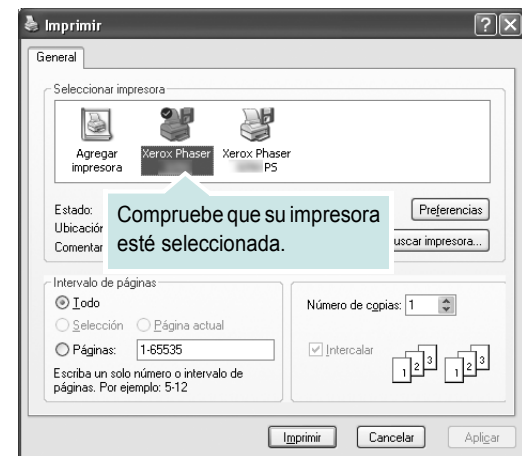 Imprimir
General
Seleccionar impresora
Agregar impresora
Xerox Phaser
Xerox Phaser
PS
Compruebe que su impresora
esté seleccionada.
Estado:
Ubicación
Comentar
Preferencias
uscar impresora...
Intervalo de páginas
Todo
Selección Página actual
Páginas: 1-65535
Escriba un solo número o intervalo de
páginas. Por ejemplo: 5-12
Número de copias: 1
Intercalar
1 2 3 1 2 3
Imprimir Cancelar Aplicar